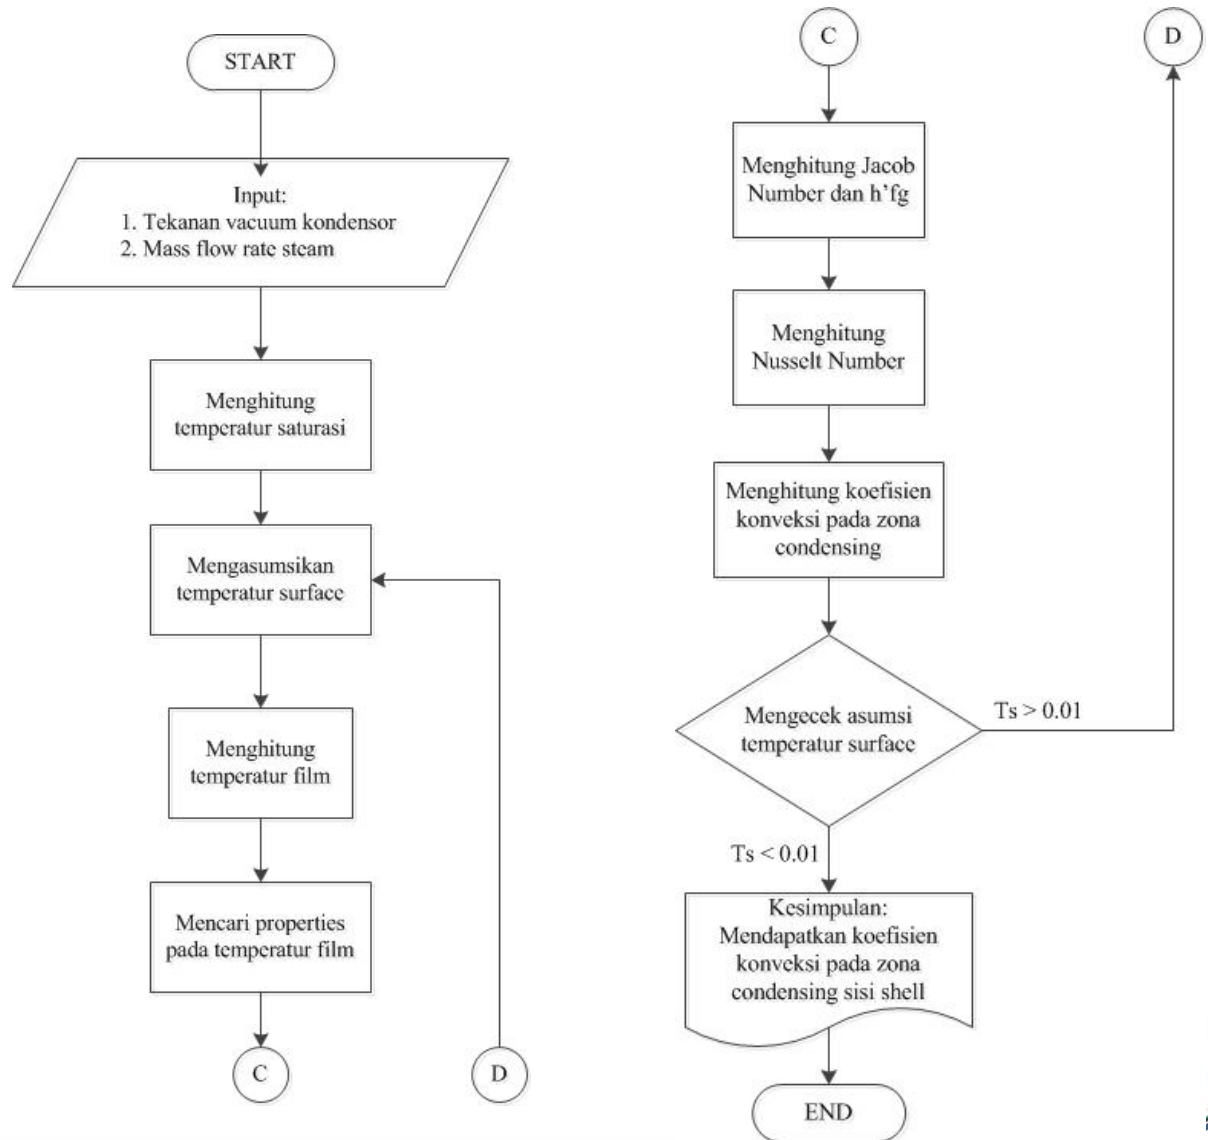 START
Input:
1. Tekanan vacuum kondensor
2. Mass flow rate steam
Menghitung
temperatur saturasi
Mengasumsikan
temperatur surface
Menghitung
temperatur film
Mencari properties
pada temperatur film
C
D
C
D
Menghitung Jacob
Number dan h'fg
Menghitung
Nusselt Number
Menghitung koefisien
konveksi pada zona
condensing
Mengecek asumsi
temperatur surface
Ts > 0.01
Ts < 0.01
Kesimpulan:
Mendapatkan koefisien
konveksi pada zona
condensing sisi shell
END